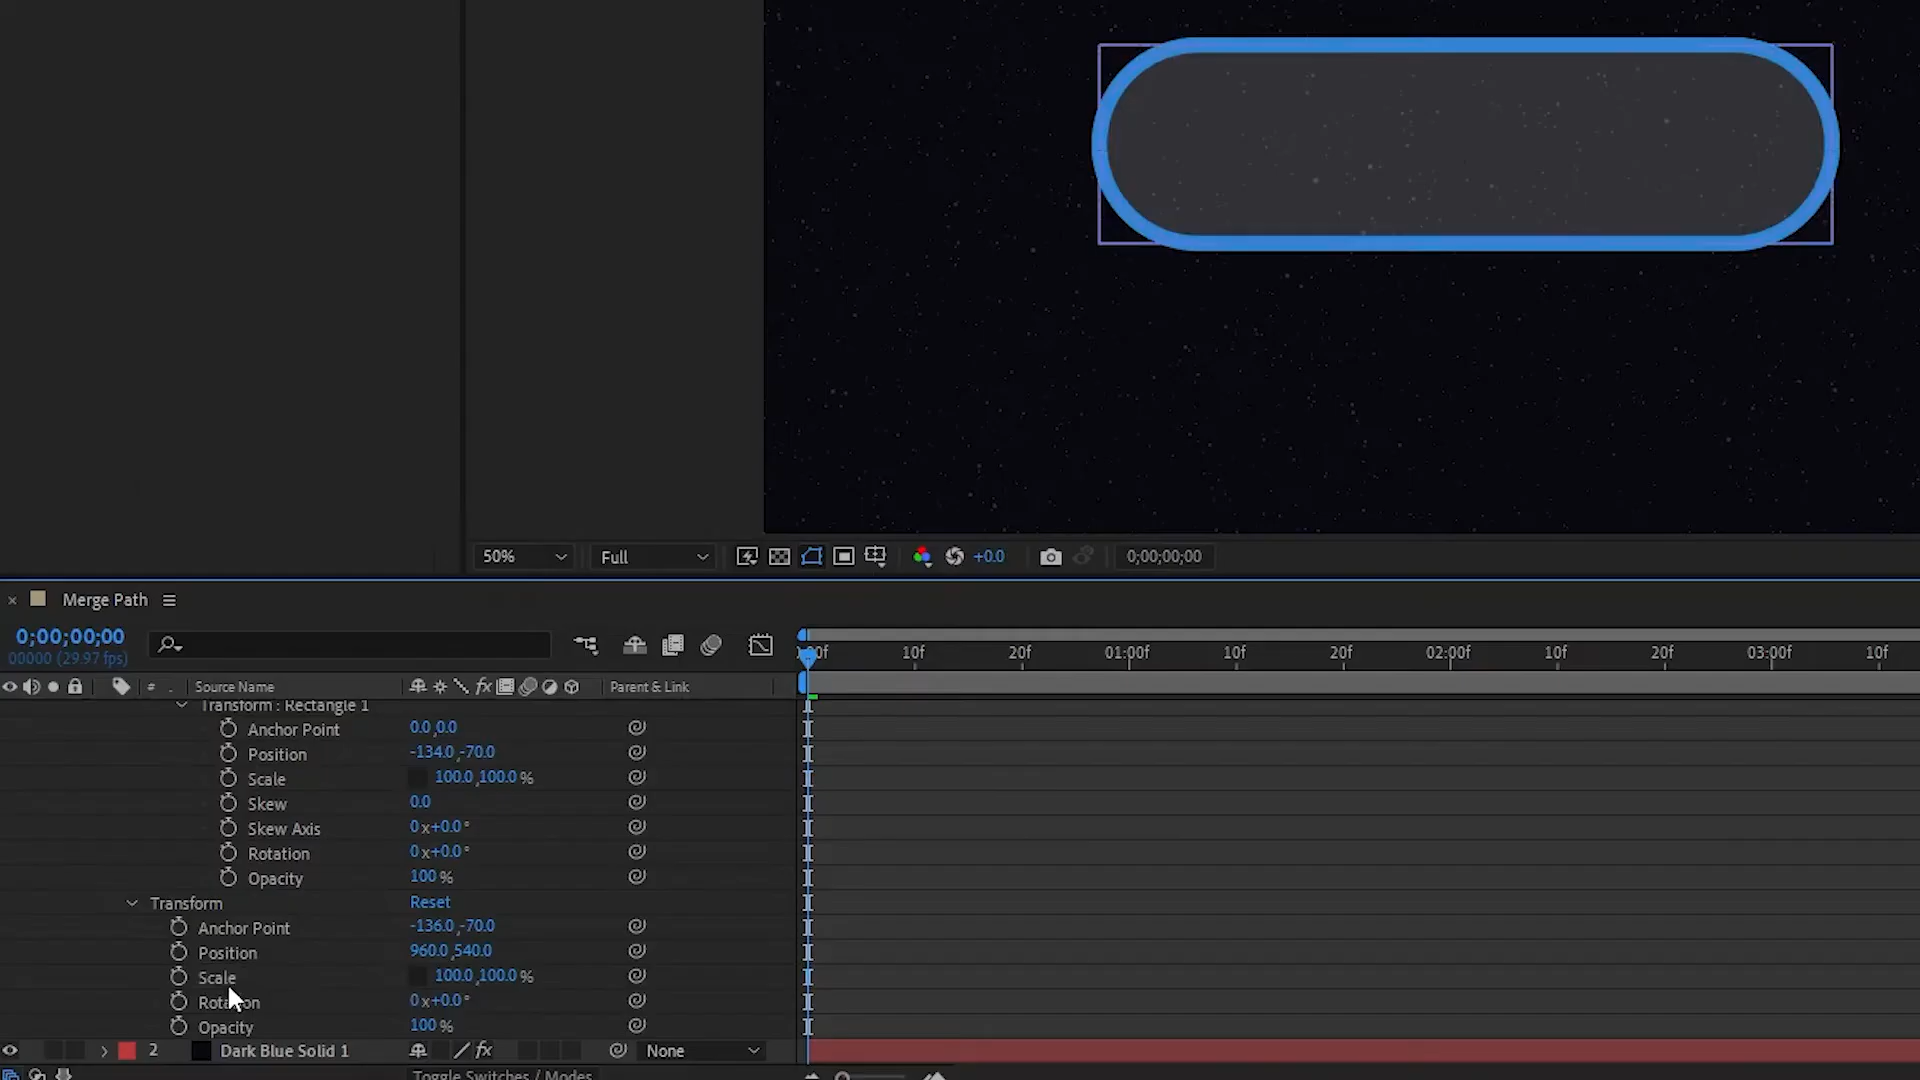 50%
Full
+0.0
0;00;00;00
Merge Path
0;00;00;00
00000 (29.97 fps)
00f 10f 20f 01:00f 10f 20f 02:00f 10f 20f 03:00f 10f
# . Source Name fx Parent & Link
Transform : Rectangle 1
Anchor Point 0.0,0.0
Position -134.0,-70.0
Scale 100.0,100.0 %
Skew 0.0
Skew Axis 0x+0.0°
Rotation 0x+0.0°
Opacity 100 %
Transform Reset
Anchor Point -136.0,-70.0
Position 960.0,540.0
Scale 100.0,100.0 %
Rotation 0x+0.0°
Opacity 100 %
2 Dark Blue Solid 1 fx None
Toggle Switches / Modes